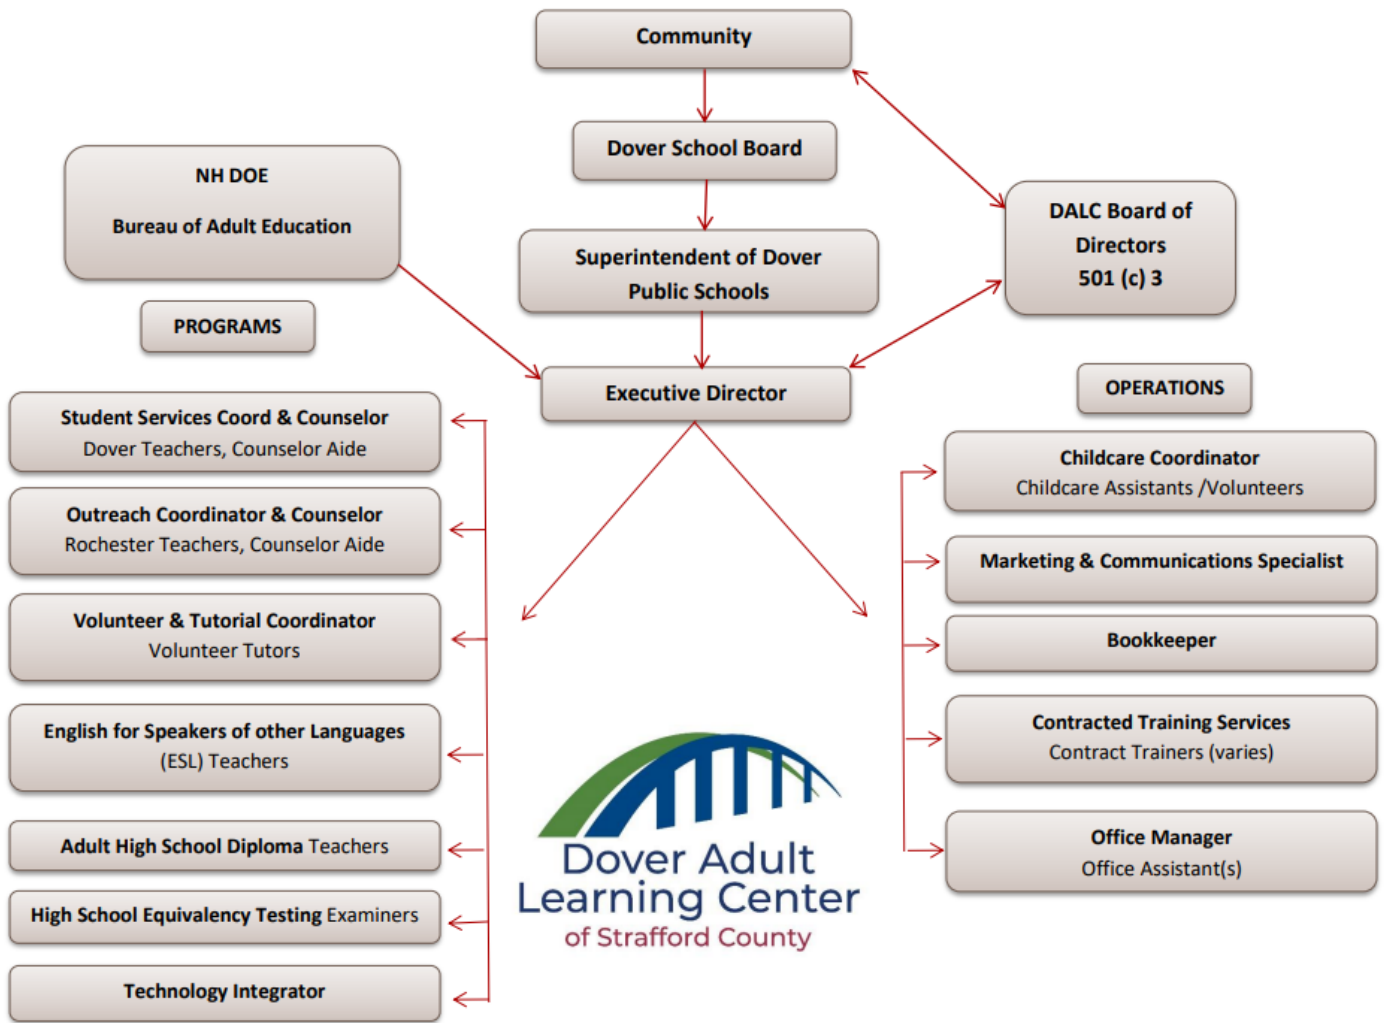 Community
Dover School Board
NH DOE
Bureau of Adult Education
DALC Board of
Directors
501 (c) 3
Superintendent of Dover
Public Schools
Executive Director
PROGRAMS
Student Services Coord & Counselor
Dover Teachers, Counselor Aide
Outreach Coordinator & Counselor
Rochester Teachers, Counselor Aide
Volunteer & Tutorial Coordinator
Volunteer Tutors
English for Speakers of other Languages
(ESL) Teachers
Adult High School Diploma Teachers
High School Equivalency Testing Examiners
Technology Integrator
OPERATIONS
Childcare Coordinator
Childcare Assistants /Volunteers
Marketing & Communications Specialist
Bookkeeper
Contracted Training Services
Contract Trainers (varies)
Office Manager
Office Assistant(s)
Dover Adult
Learning Center
of Strafford County